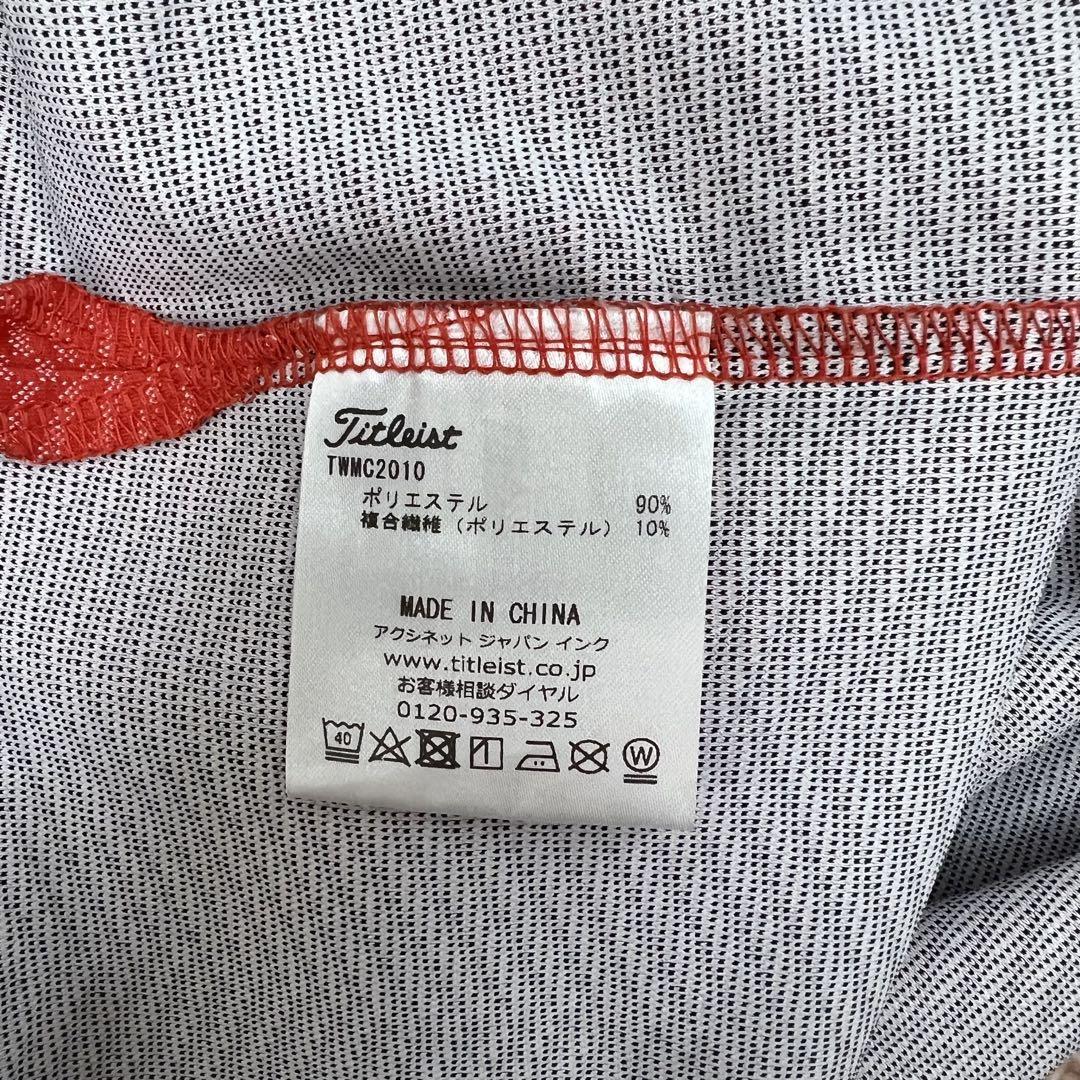 Titleist
TWMC2010
ポリエステル 90%
複合繊維(ポリエステル) 10%
MADE IN CHINA
アクシネット ジャパン インク
www.titleist.co.jp
お客様相談ダイヤル
0120-935-325
40 W